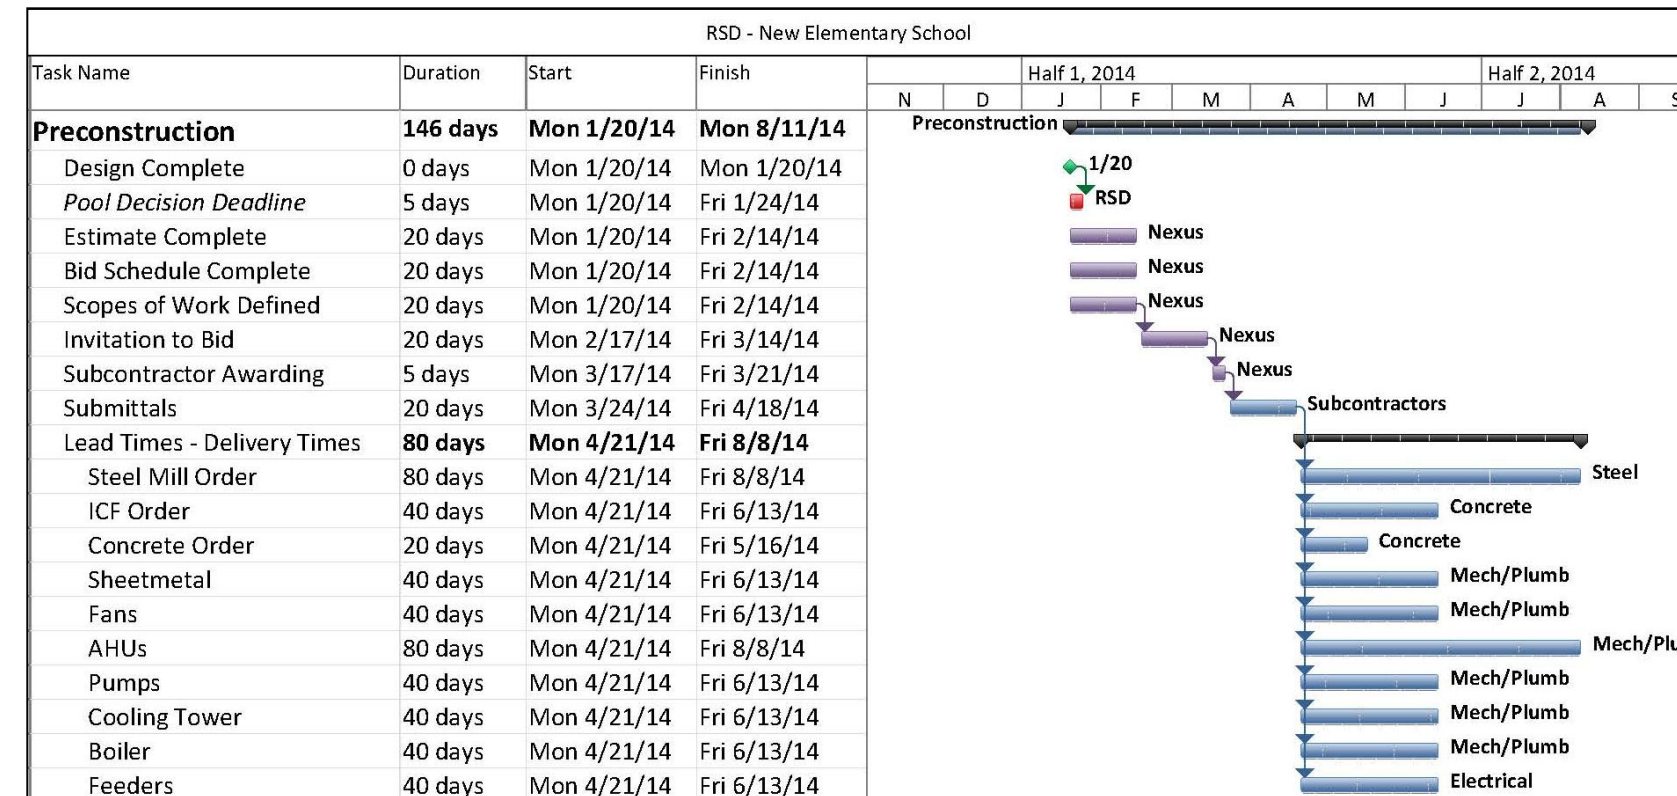 RSD - New Elementary School
Task Name Duration Start Finish Half 1, 2014 Half 2, 2014
N D J F M A M J J A S
Preconstruction 146 days Mon 1/20/14 Mon 8/11/14 Preconstruction
Design Complete 0 days Mon 1/20/14 Mon 1/20/14 1/20
Pool Decision Deadline 5 days Mon 1/20/14 Fri 1/24/14 RSD
Estimate Complete 20 days Mon 1/20/14 Fri 2/14/14 Nexus
Bid Schedule Complete 20 days Mon 1/20/14 Fri 2/14/14 Nexus
Scopes of Work Defined 20 days Mon 1/20/14 Fri 2/14/14 Nexus
Invitation to Bid 20 days Mon 2/17/14 Fri 3/14/14 Nexus
Subcontractor Awarding 5 days Mon 3/17/14 Fri 3/21/14 Nexus
Submittals 20 days Mon 3/24/14 Fri 4/18/14 Subcontractors
Lead Times - Delivery Times 80 days Mon 4/21/14 Fri 8/8/14
Steel Mill Order 80 days Mon 4/21/14 Fri 8/8/14 Steel
ICF Order 40 days Mon 4/21/14 Fri 6/13/14 Concrete
Concrete Order 20 days Mon 4/21/14 Fri 5/16/14 Concrete
Sheetmetal 40 days Mon 4/21/14 Fri 6/13/14 Mech/Plumb
Fans 40 days Mon 4/21/14 Fri 6/13/14 Mech/Plumb
AHUs 80 days Mon 4/21/14 Fri 8/8/14 Mech/Plu
Pumps 40 days Mon 4/21/14 Fri 6/13/14 Mech/Plumb
Cooling Tower 40 days Mon 4/21/14 Fri 6/13/14 Mech/Plumb
Boiler 40 days Mon 4/21/14 Fri 6/13/14 Mech/Plumb
Feeders 40 days Mon 4/21/14 Fri 6/13/14 Electrical